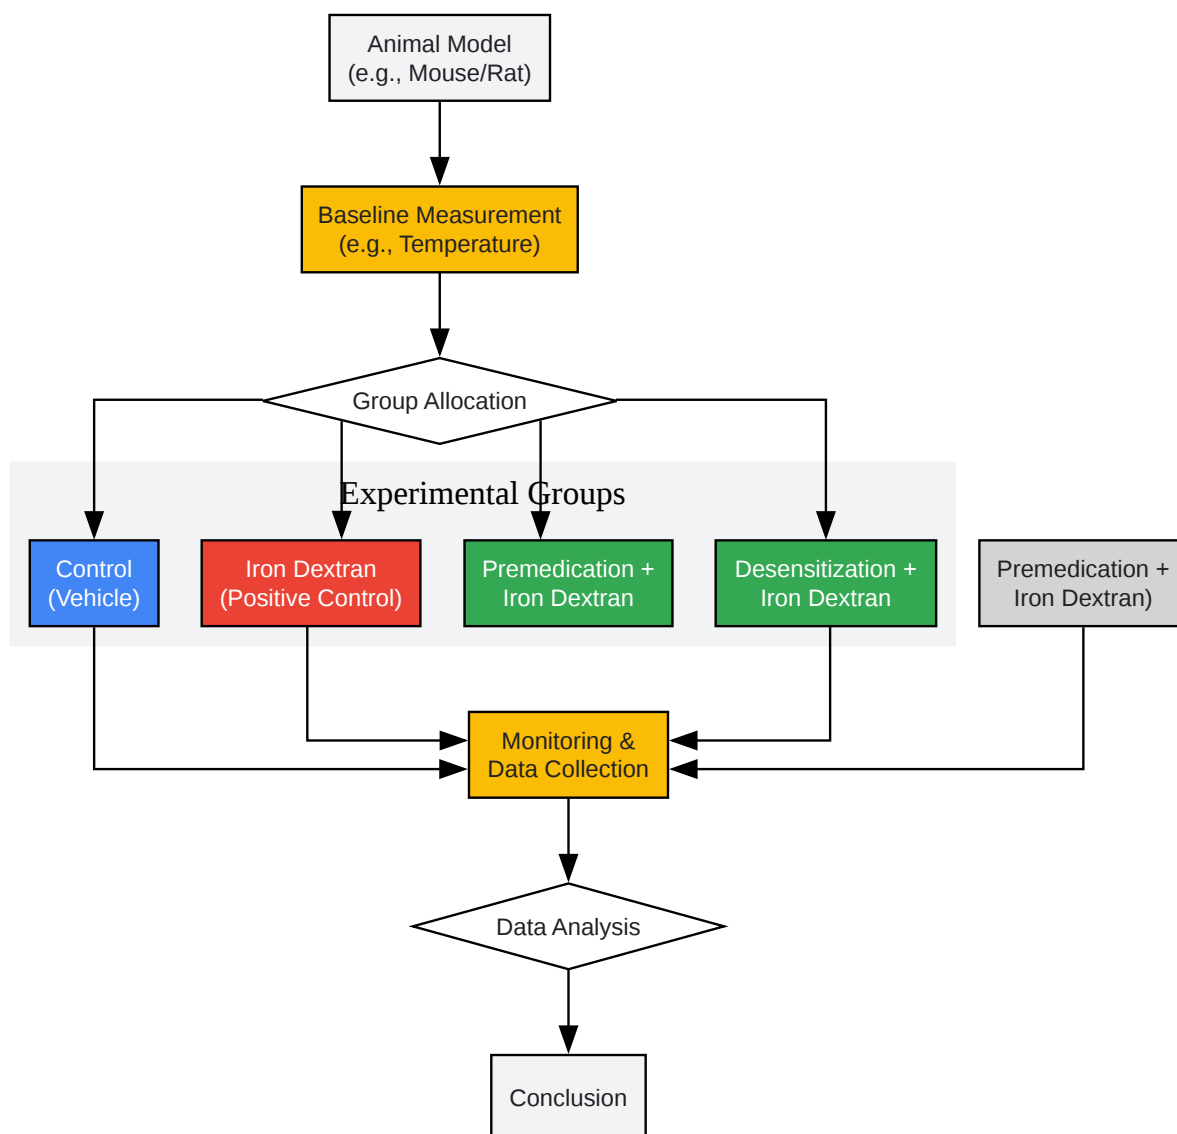 Animal Model
(e.g., Mouse/Rat)
Baseline Measurement
(e.g., Temperature)
Group Allocation
Experimental Groups
Control
(Vehicle)
Iron Dextran
(Positive Control)
Premedication +
Iron Dextran
Desensitization +
Iron Dextran
Premedication +
Iron Dextran)
Monitoring &
Data Collection
Data Analysis
Conclusion